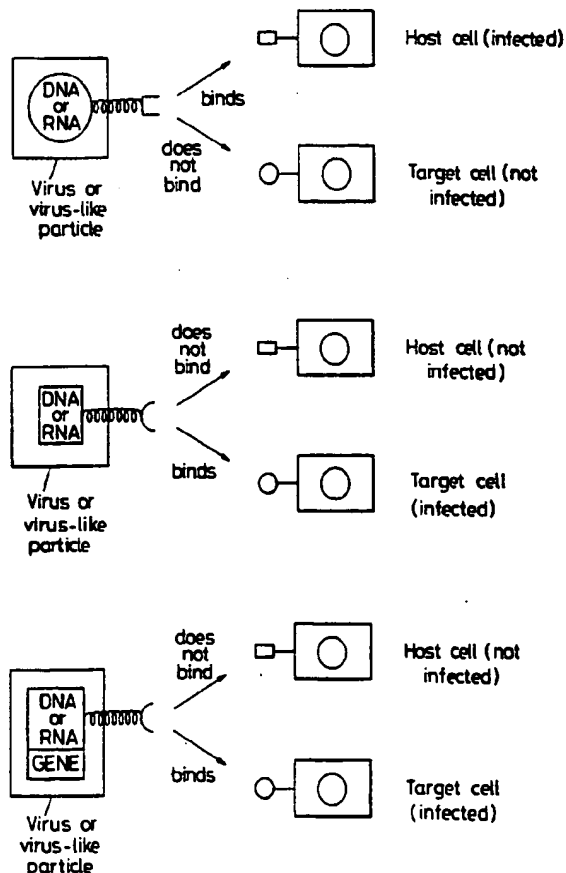 DNA
or
RNA
Virus or
virus-like
particle
binds
does
not
bind
Host cell (infected)
Target cell (not
infected)
DNA
or
RNA
Virus or
virus-like
particle
does
not
bind
binds
Host cell (not
infected)
Target cell
(infected)
DNA
or
RNA
GENE
Virus or
virus-like
particle
does
not
bind
binds
Host cell (not
infected)
Target cell
(infected)